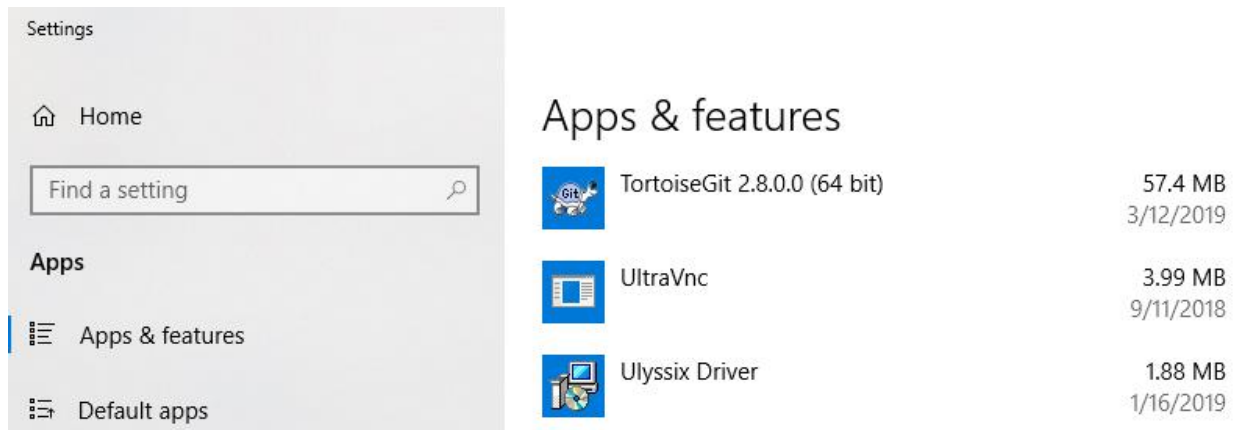 Settings
Home
Find a setting
Apps
Apps & features
Default apps
Apps & features
Git
TortoiseGit 2.8.0.0 (64 bit)
57.4 MB
3/12/2019
UltraVnc
3.99 MB
9/11/2018
Ulyssix Driver
1.88 MB
1/16/2019